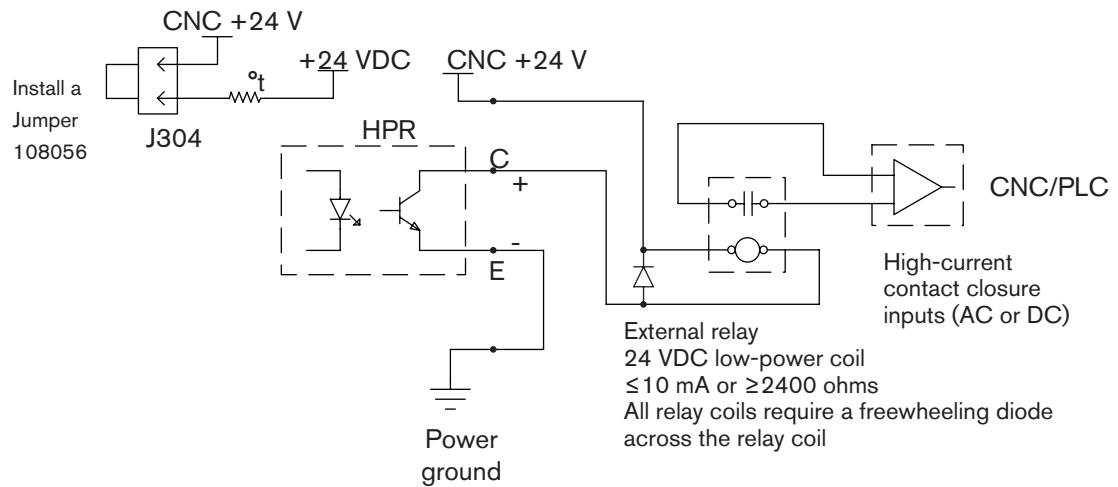 CNC +24 V
+24 VDC
CNC +24 V
°t
Install a
Jumper
108056
J304
HPR
C
+
-
E
CNC/PLC
High-current
contact closure
inputs (AC or DC)
External relay
24 VDC low-power coil
≤10 mA or ≥2400 ohms
All relay coils require a freewheeling diode
across the relay coil
Power
ground